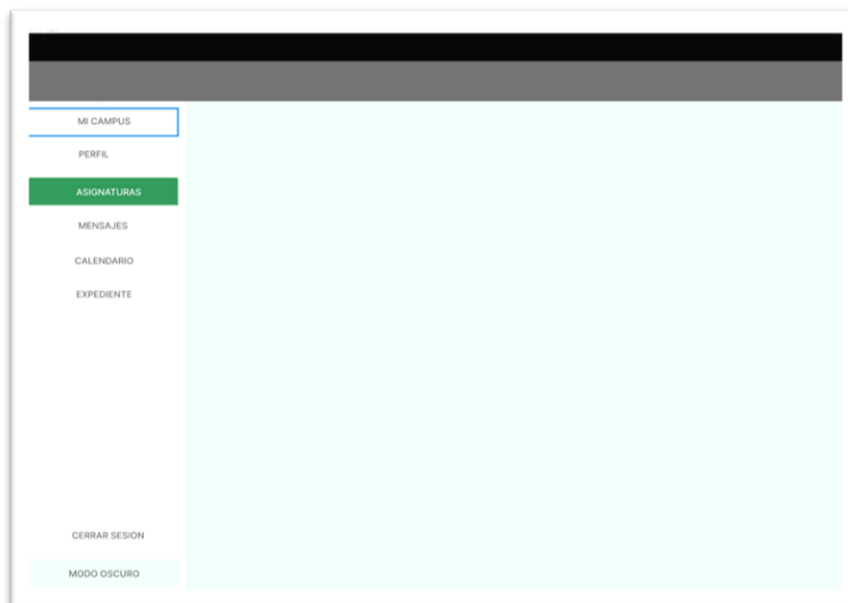 MI CAMPUS
PERFIL
ASIGNATURAS
MENSAJES
CALENDARIO
EXPEDIENTE
CERRAR SESION
MODO OSCURO